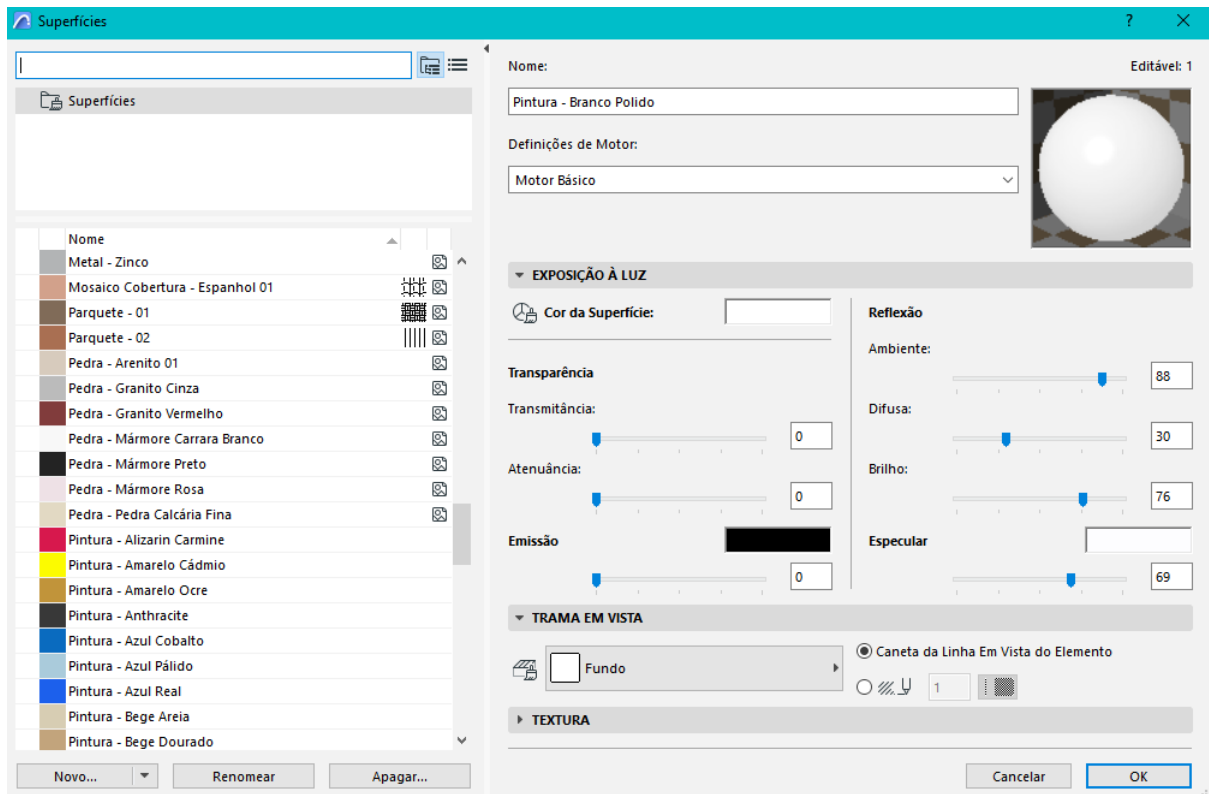 Superfícies
?
Superfícies
Nome
Metal - Zinco
Mosaico Cobertura - Espanhol 01
Parquete - 01
Parquete - 02
Pedra - Arenito 01
Pedra - Granito Cinza
Pedra - Granito Vermelho
Pedra - Mármore Carrara Branco
Pedra - Mármore Preto
Pedra - Mármore Rosa
Pedra - Pedra Calcária Fina
Pintura - Alizarin Carmine
Pintura - Amarelo Cádmio
Pintura - Amarelo Ocre
Pintura - Anthracite
Pintura - Azul Cobalto
Pintura - Azul Pálido
Pintura - Azul Real
Pintura - Bege Areia
Pintura - Bege Dourado
Novo...
Renomear
Apagar...
Nome:
Editável: 1
Pintura - Branco Polido
Definições de Motor:
Motor Básico
EXPOSIÇÃO À LUZ
Cor da Superfície:
Transparência
Transmitância:
0
Atenuância:
0
Emissão
0
Reflexão
Ambiente:
88
Difusa:
30
Brilho:
76
Especular
69
TRAMA EM VISTA
Fundo
Caneta da Linha Em Vista do Elemento
1
TEXTURA
Cancelar
OK